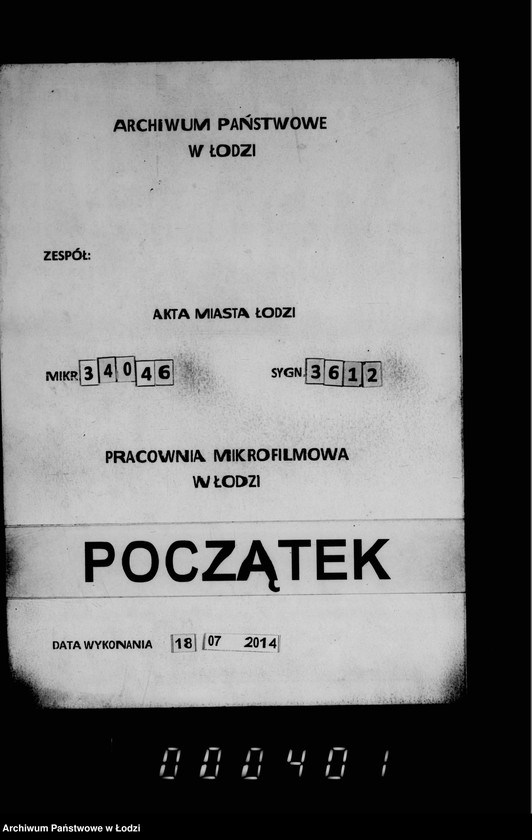 ARCHIWUM PAŃSTWOWE
W ŁODZI
ZESPÓŁ:
AKTA MIASTA ŁODZI
MIKR. 34046 SYGN. 3612
PRACOWNIA MIKROFILMOWA
W ŁODZI
POCZĄTEK
DATA WYKONANIA 18 07 2014
000401
Archiwum Państwowe w Łodzi